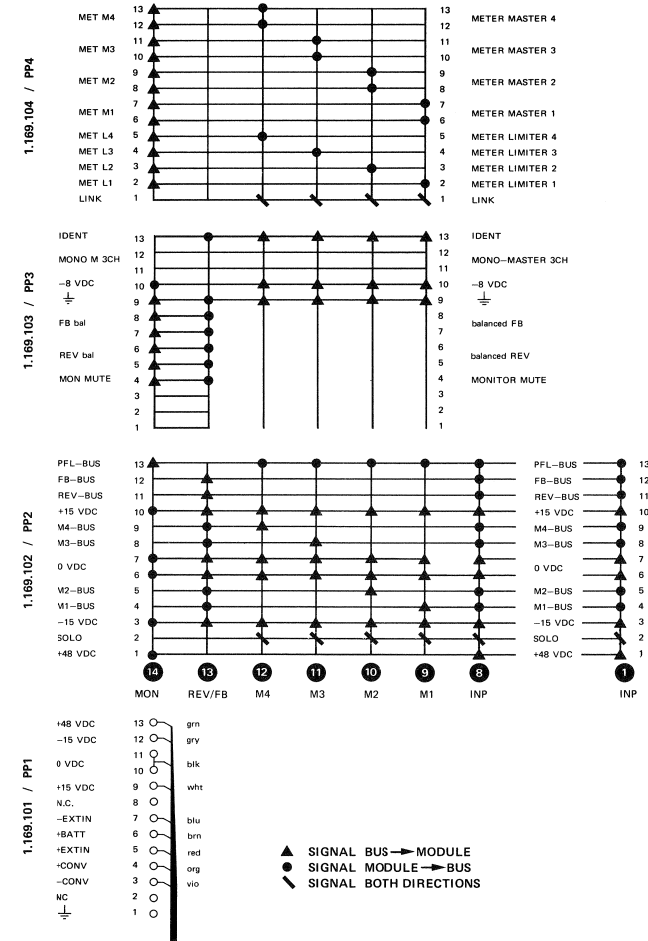 1.169.104 / PP4
MET M4 13 13 METER MASTER 4
12 12
MET M3 11 11 METER MASTER 3
10 10
MET M2 9 9 METER MASTER 2
8 8
MET M1 7 7 METER MASTER 1
6 6
MET L4 5 5 METER LIMITER 4
MET L3 4 4 METER LIMITER 3
MET L2 3 3 METER LIMITER 2
MET L1 2 2 METER LIMITER 1
LINK 1 1 LINK
1.169.103 / PP3
IDENT 13 13 IDENT
MONO M 3CH 12 12 MONO-MASTER 3CH
11 11
-8 VDC 10 10 -8 VDC
9 9
FB bal 8 8 balanced FB
7 7
REV bal 6 6 balanced REV
5 5
MON MUTE 4 4 MONITOR MUTE
3 3
2 2
1 1
1.169.102 / PP2
PFL-BUS 13 PFL-BUS 13
FB-BUS 12 FB-BUS 12
REV-BUS 11 REV-BUS 11
+15 VDC 10 +15 VDC 10
M4-BUS 9 M4-BUS 9
M3-BUS 8 M3-BUS 8
0 VDC 7 0 VDC 7
6 6
M2-BUS 5 M2-BUS 5
M1-BUS 4 M1-BUS 4
-15 VDC 3 -15 VDC 3
SOLO 2 SOLO 2
+48 VDC 1 +48 VDC 1
14 13 12 11 10 9 8 1
MON REV/FB M4 M3 M2 M1 INP INP
1.169.101 / PP1
+48 VDC 13 grn
-15 VDC 12 gry
0 VDC 11 blk
10
+15 VDC 9 wht
N.C. 8
-EXTIN 7 blu
+BATT 6 brn
+EXTIN 5 red
+CONV 4 org
-CONV 3 vio
NC 2
1
SIGNAL BUS → MODULE
SIGNAL MODULE → BUS
SIGNAL BOTH DIRECTIONS